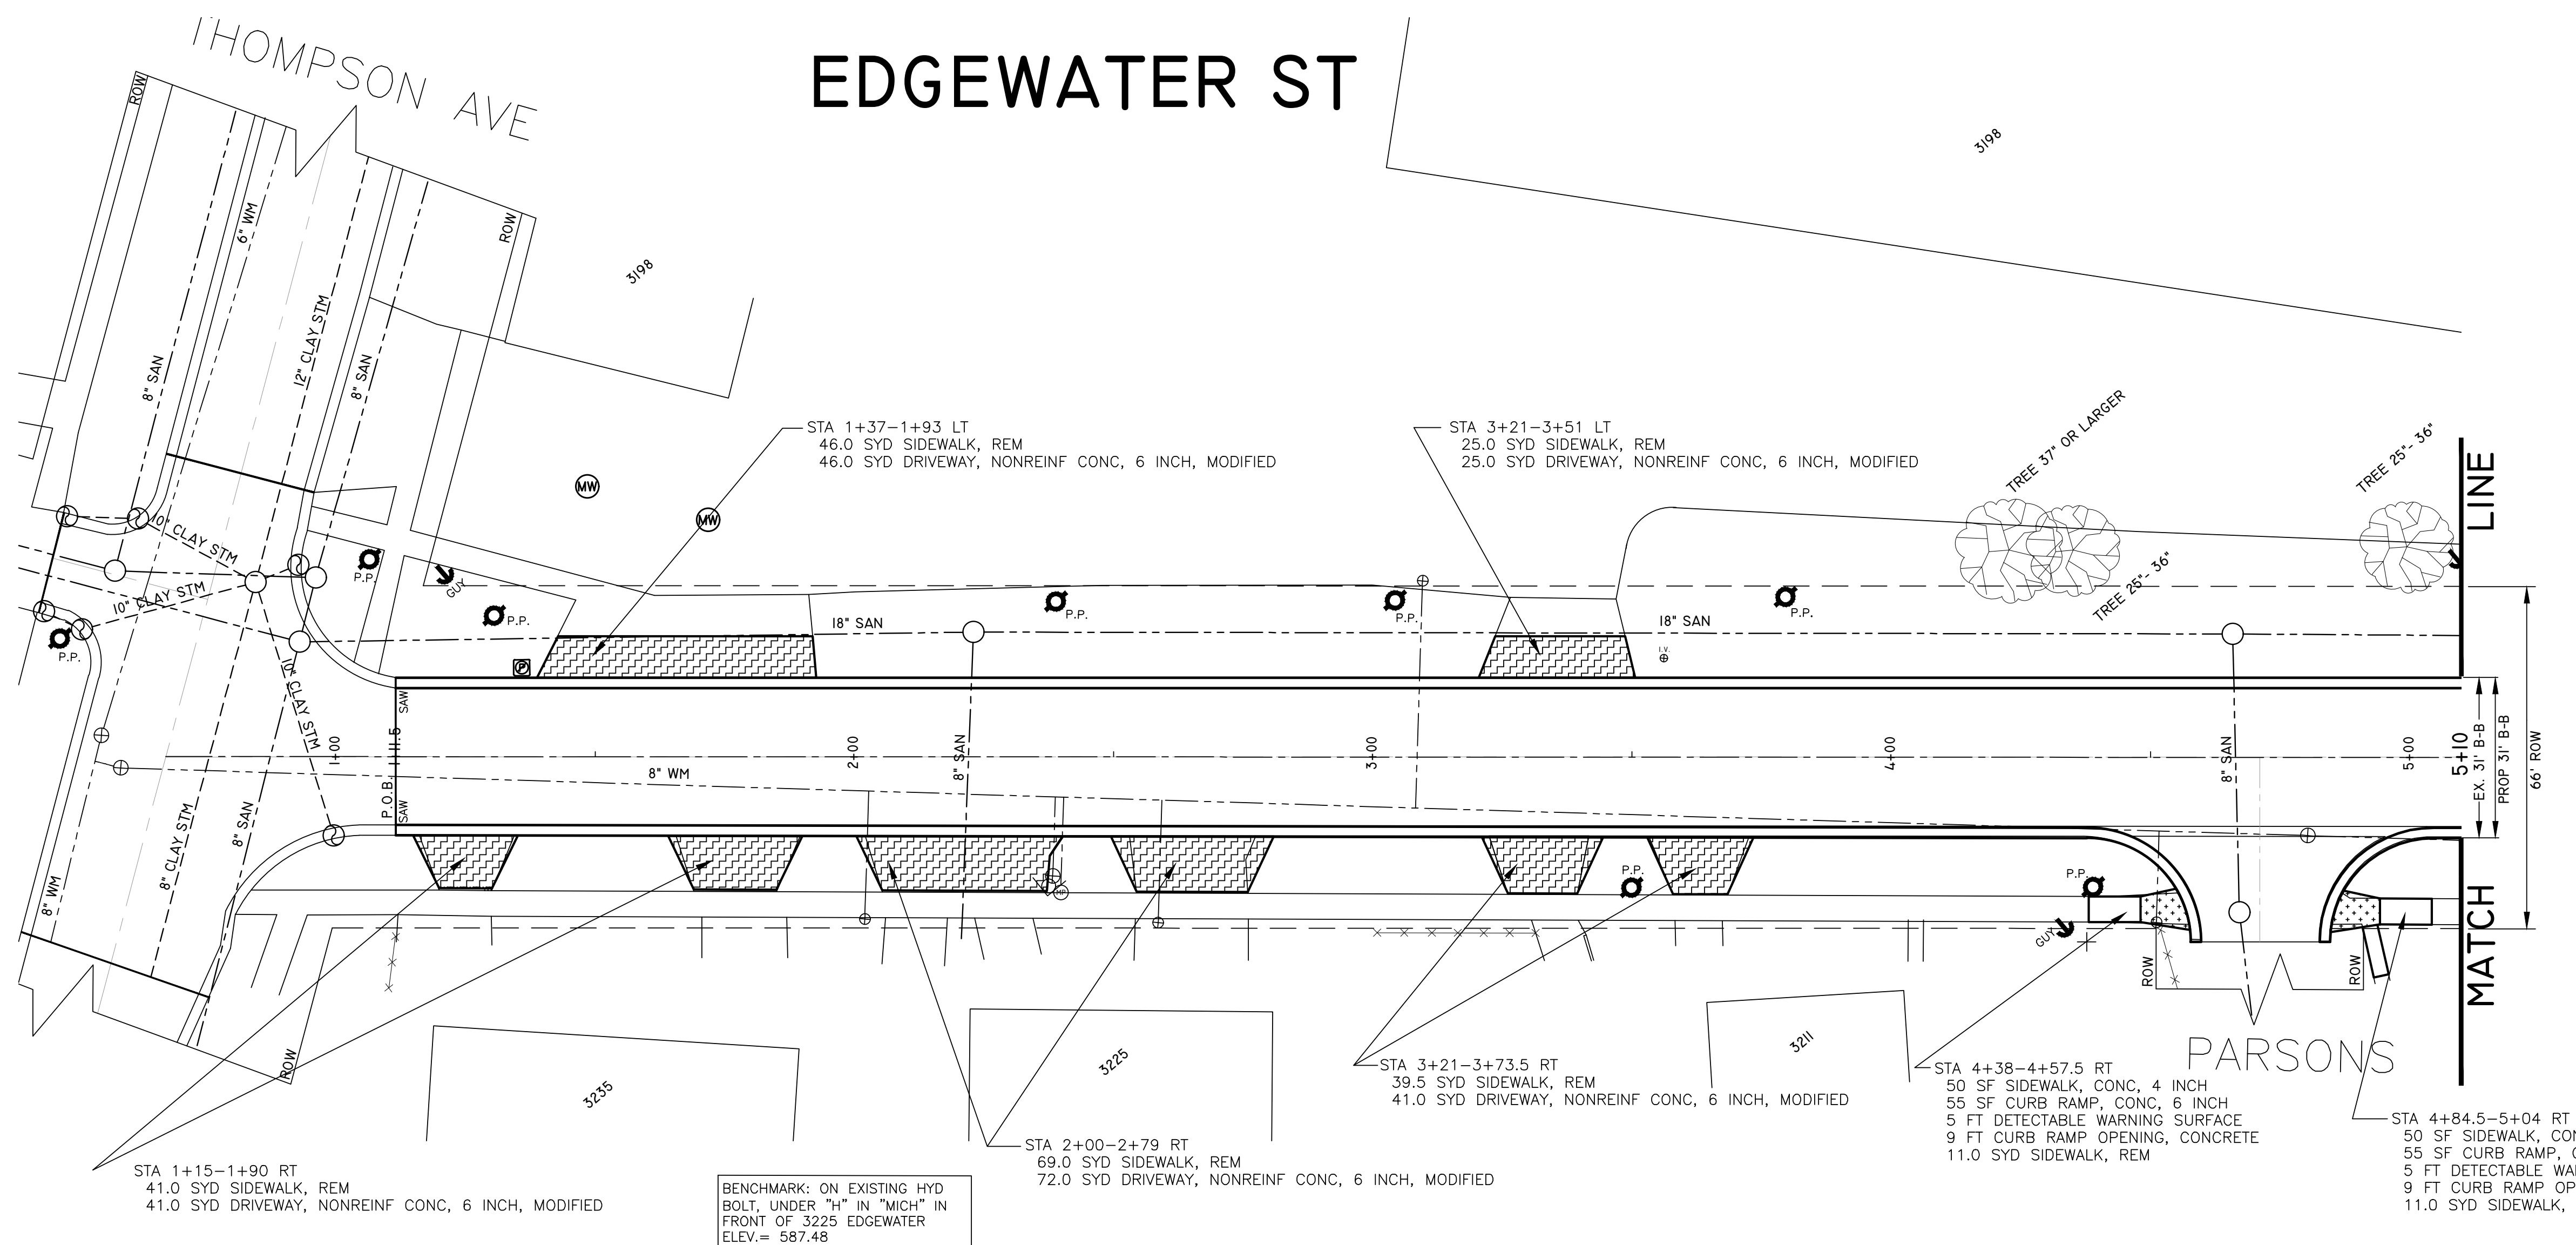 THOMPSON AVE
EDGEWATER ST
ROW
ROW
6" WM
3198
3198
12" CLAY STM
8" SAN
8" SAN
STA 1+37-1+93 LT
46.0 SYD SIDEWALK, REM
46.0 SYD DRIVEWAY, NONREINF CONC, 6 INCH, MODIFIED
STA 3+21-3+51 LT
25.0 SYD SIDEWALK, REM
25.0 SYD DRIVEWAY, NONREINF CONC, 6 INCH, MODIFIED
TREE 37" OR LARGER
TREE 25"- 36"
TREE 25"- 36"
LINE
MW
MW
10" CLAY STM
10" CLAY STM
10" CLAY STM
P.P.
GUY
P.P.
P.P.
P.P.
P.P.
P.P.
18" SAN
18" SAN
P
I.V.
SAW
SAW
P.O.B. 1+11.5
1+00
2+00
3+00
4+00
5+00
5+10
8" WM
8" SAN
8" SAN
EX. 31' B-B
PROP 31' B-B
66' ROW
8" CLAY STM
8" SAN
8" WM
MP
P.P.
P.P.
GUY
ROW
ROW
ROW
MATCH
PARSONS
3235
3225
3211
STA 1+15-1+90 RT
41.0 SYD SIDEWALK, REM
41.0 SYD DRIVEWAY, NONREINF CONC, 6 INCH, MODIFIED
BENCHMARK: ON EXISTING HYD
BOLT, UNDER "H" IN "MICH" IN
FRONT OF 3225 EDGEWATER
ELEV.= 587.48
STA 2+00-2+79 RT
69.0 SYD SIDEWALK, REM
72.0 SYD DRIVEWAY, NONREINF CONC, 6 INCH, MODIFIED
STA 3+21-3+73.5 RT
39.5 SYD SIDEWALK, REM
41.0 SYD DRIVEWAY, NONREINF CONC, 6 INCH, MODIFIED
STA 4+38-4+57.5 RT
50 SF SIDEWALK, CONC, 4 INCH
55 SF CURB RAMP, CONC, 6 INCH
5 FT DETECTABLE WARNING SURFACE
9 FT CURB RAMP OPENING, CONCRETE
11.0 SYD SIDEWALK, REM
STA 4+84.5-5+04 RT
50 SF SIDEWALK,
55 SF CURB RAMP,
5 FT DETECTABLE
9 FT CURB RAMP
11.0 SYD SIDEWALK,